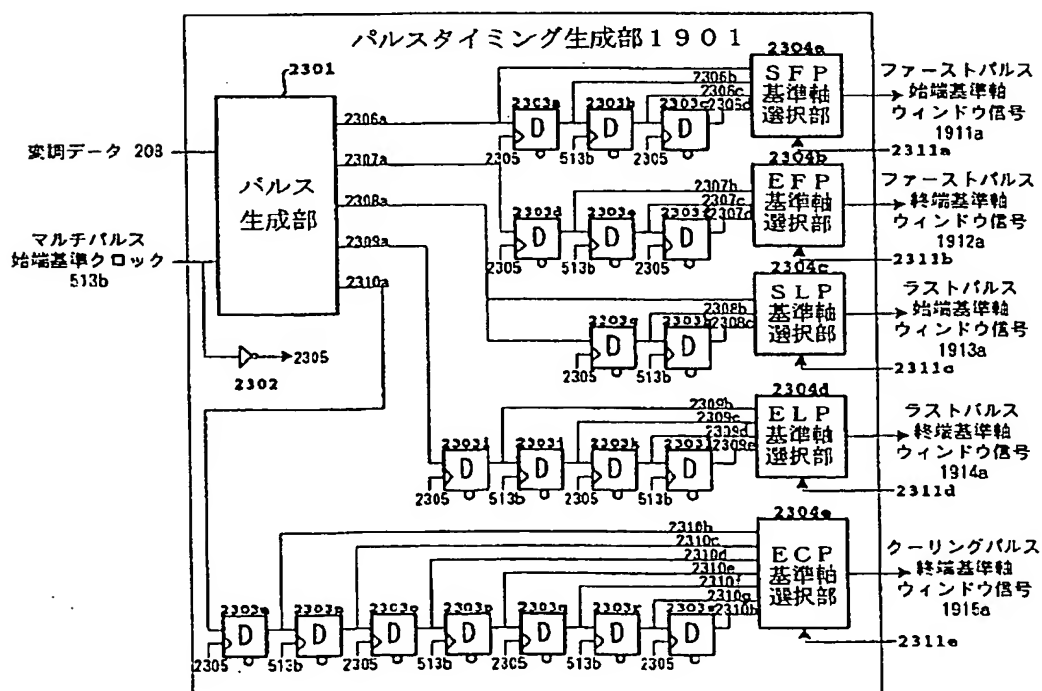 パルスタイミング生成部1901
2301
パルス
生成部
変調データ 208
マルチパルス
始端基準クロック
513b
2302
2305
2306a
2307a
2308a
2309a
2310a
2303a
2303b
2303c
D
D
D
2305
513b
2305
2306b
2306c
2306d
2304a
SFP
基準軸
選択部
2311a
ファーストパルス
始端基準軸
ウィンドウ信号
1911a
2303d
2303e
2303f
D
D
D
2305
513b
2305
2307b
2307c
2307d
2304b
EFP
基準軸
選択部
2311b
ファーストパルス
終端基準軸
ウィンドウ信号
1912a
2303g
2303h
D
D
2305
513b
2308b
2308c
2304c
SLP
基準軸
選択部
2311c
ラストパルス
始端基準軸
ウィンドウ信号
1913a
2303i
2303j
2303k
2303l
D
D
D
D
2305
513b
2305
513b
2309b
2309c
2309d
2309e
2304d
ELP
基準軸
選択部
2311d
ラストパルス
終端基準軸
ウィンドウ信号
1914a
2303m
2303n
2303o
2303p
2303q
2303r
2303s
D
D
D
D
D
D
D
2305
513b
2305
513b
2305
513b
2305
2310b
2310c
2310d
2310e
2310f
2310g
2310h
2304e
ECP
基準軸
選択部
2311e
クーリングパルス
終端基準軸
ウィンドウ信号
1915a